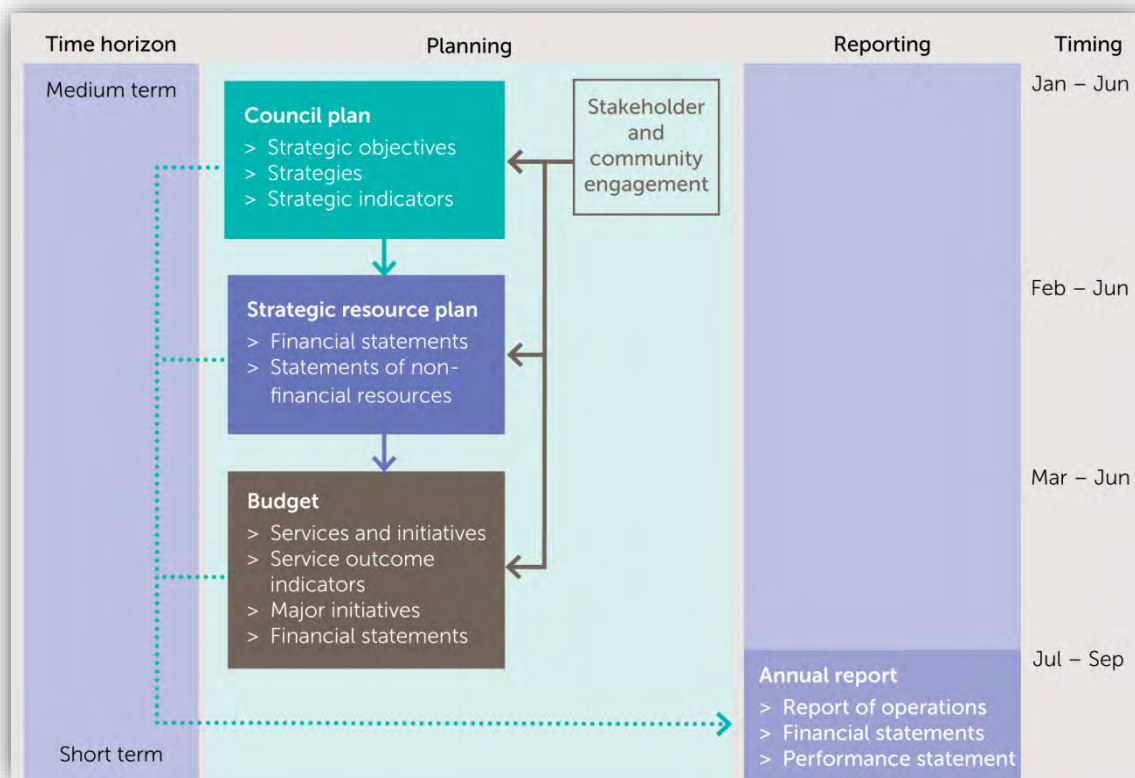 Time horizon
Planning
Reporting
Timing
Medium term
Council plan
> Strategic objectives
> Strategies
> Strategic indicators
Stakeholder
and
community
engagement
Jan – Jun
Strategic resource plan
> Financial statements
> Statements of non-
financial resources
Feb – Jun
Budget
> Services and initiatives
> Service outcome
indicators
> Major initiatives
> Financial statements
Mar – Jun
Annual report
> Report of operations
> Financial statements
> Performance statement
Jul – Sep
Short term